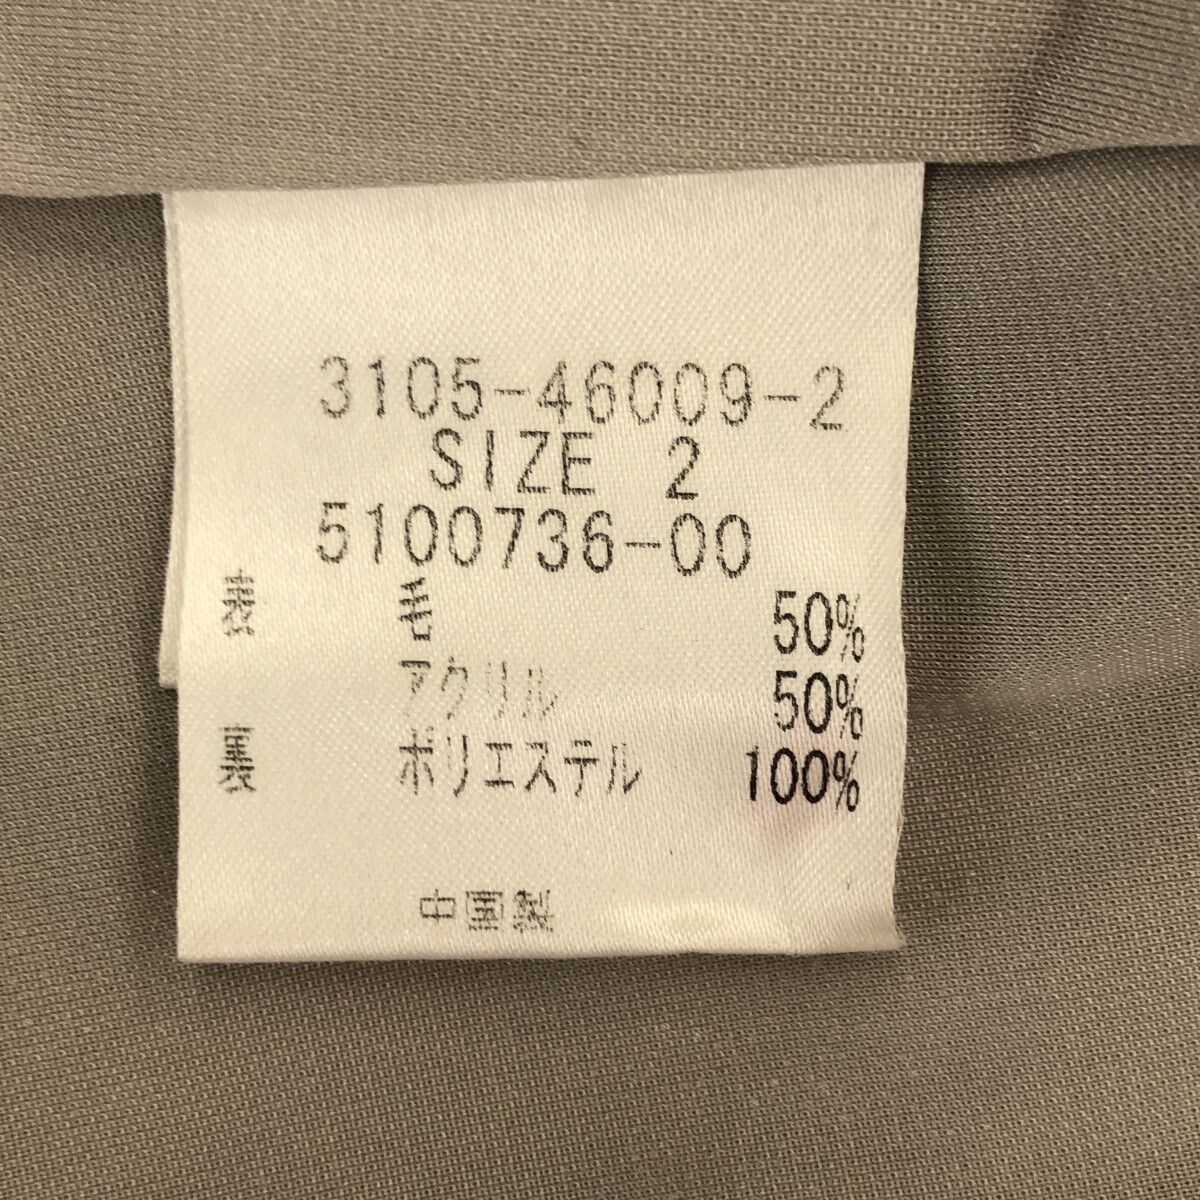 3105-46009-2
SIZE 2
5100736-00
表 毛 50%
アクリル 50%
裏 ポリエステル 100%
中国製